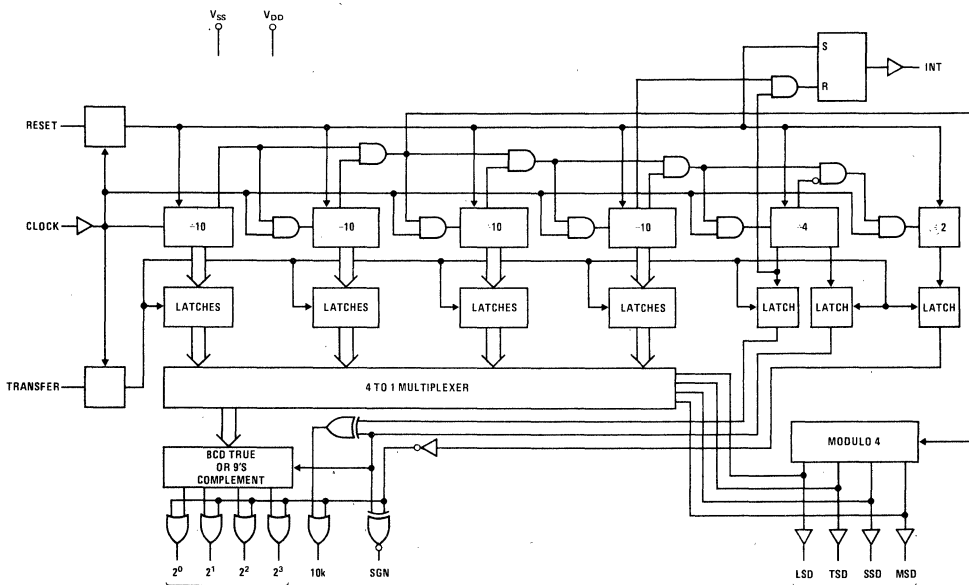 VSS
VDD
S
R
INT
RESET
CLOCK
÷10
÷10
÷10
÷10
÷4
÷2
LATCHES
LATCHES
LATCHES
LATCHES
LATCH
LATCH
LATCH
TRANSFER
4 TO 1 MULTIPLEXER
BCD TRUE
OR 9'S
COMPLEMENT
MODULO 4
2⁰
2¹
2²
2³
10k
SGN
LSD
TSD
SSD
MSD